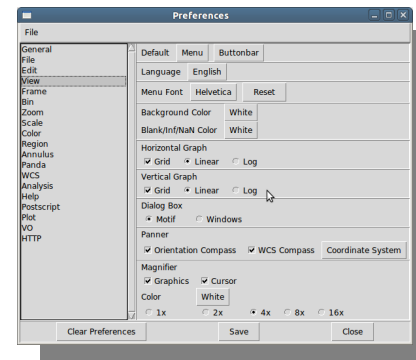 Preferences
File
General
File
Edit
View
Frame
Bin
Zoom
Scale
Color
Region
Annulus
Panda
WCS
Analysis
Help
Postscript
Plot
VO
HTTP
Default Menu Buttonbar
Language English
Menu Font Helvetica Reset
Background Color White
Blank/Inf/NaN Color White
Horizontal Graph
Grid Linear Log
Vertical Graph
Grid Linear Log
Dialog Box
Motif Windows
Panner
Orientation Compass WCS Compass Coordinate System
Magnifier
Graphics Cursor
Color White
1x 2x 4x 8x 16x
Clear Preferences Save Close